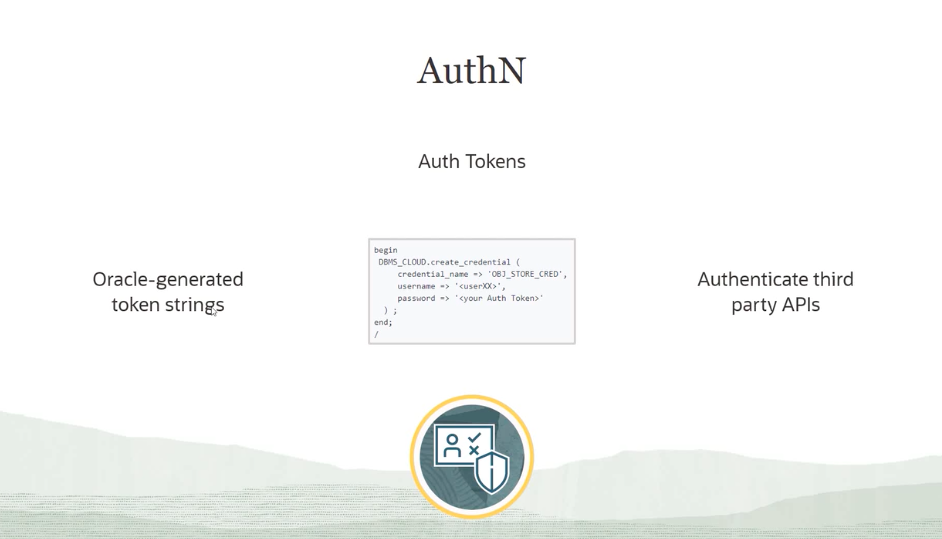 AuthN
Auth Tokens
Oracle-generated
token strings
begin
DBMS_CLOUD.create_credential (
credential_name => 'OBJ_STORE_CRED',
username => '<userXX>',
password => '<your Auth Token>'
) ;
end;
/
Authenticate third
party APIs